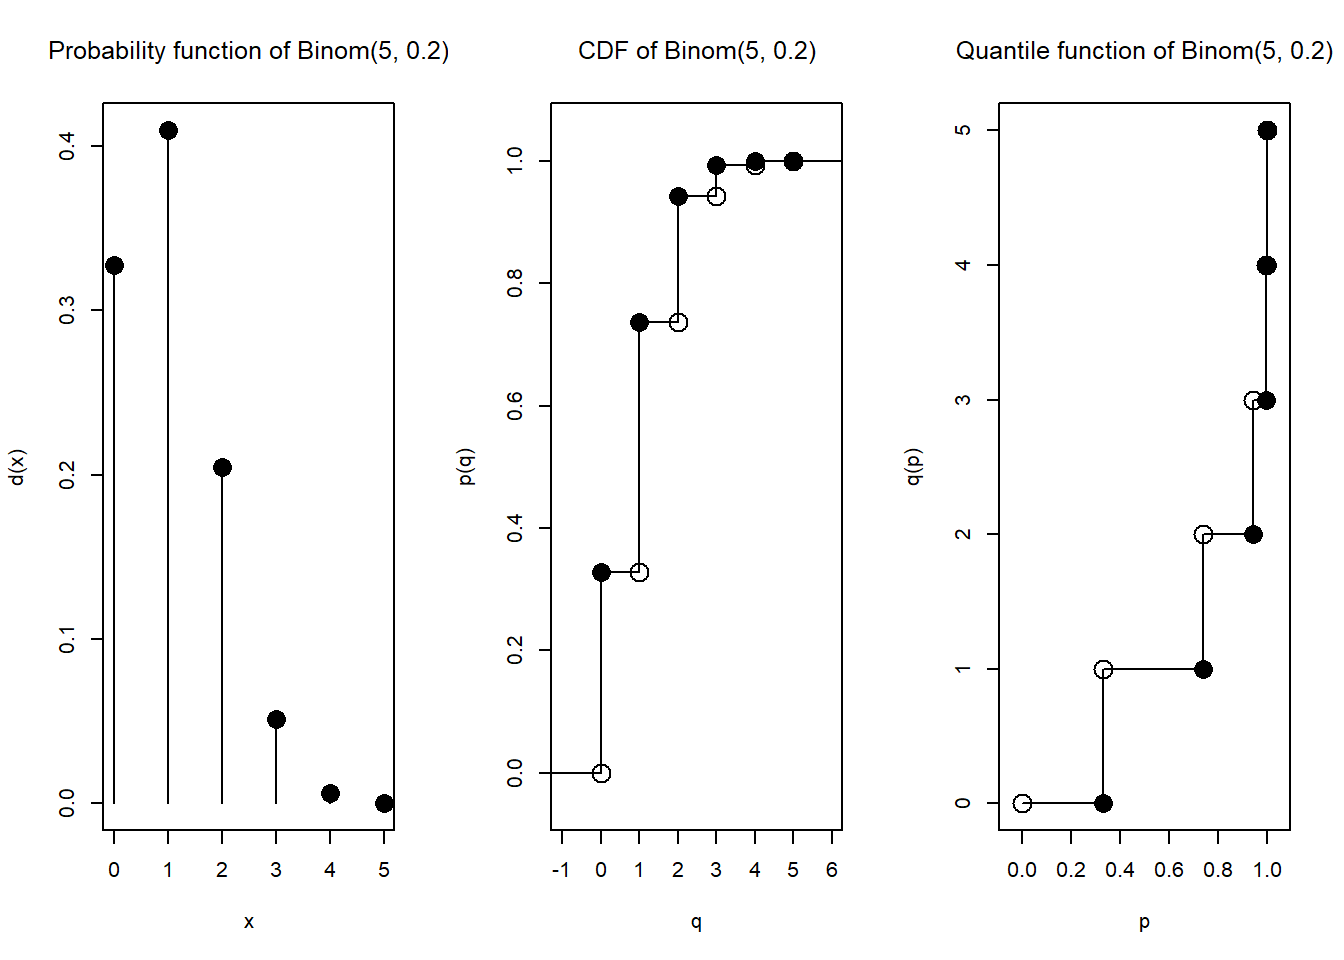 Probability function of Binom(5, 0.2)
d(x)
0.4
0.3
0.2
0.1
0.0
0 1 2 3 4 5
x
CDF of Binom(5, 0.2)
p(q)
1.0
0.8
0.6
0.4
0.2
0.0
-1 0 1 2 3 4 5 6
q
Quantile function of Binom(5, 0.2)
q(p)
5
4
3
2
1
0
0.0 0.2 0.4 0.6 0.8 1.0
p